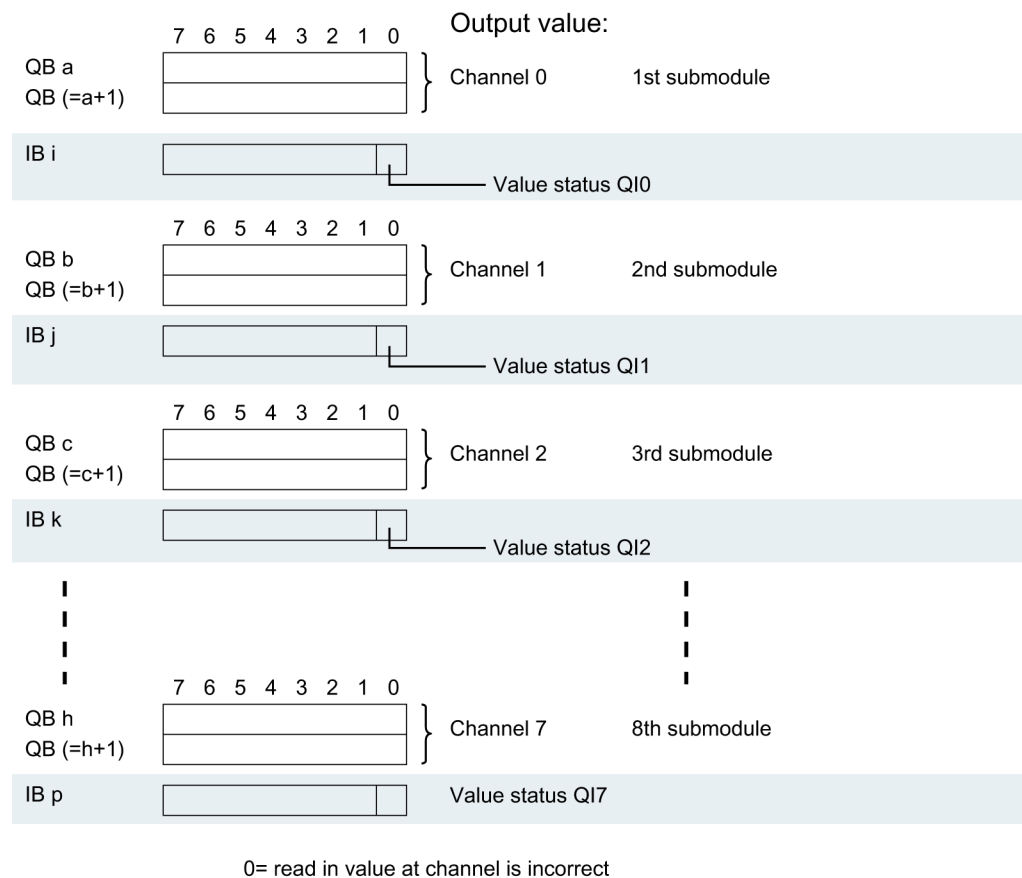 Output value:
7 6 5 4 3 2 1 0
QB a
Channel 0 1st submodule
QB (=a+1)
IB i
Value status QI0
7 6 5 4 3 2 1 0
QB b
Channel 1 2nd submodule
QB (=b+1)
IB j
Value status QI1
7 6 5 4 3 2 1 0
QB c
Channel 2 3rd submodule
QB (=c+1)
IB k
Value status QI2
7 6 5 4 3 2 1 0
QB h
Channel 7 8th submodule
QB (=h+1)
IB p Value status QI7
0= read in value at channel is incorrect